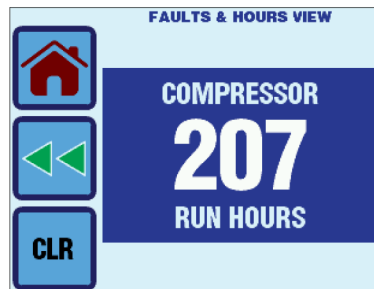 FAULTS & HOURS VIEW
COMPRESSOR
207
RUN HOURS
CLR